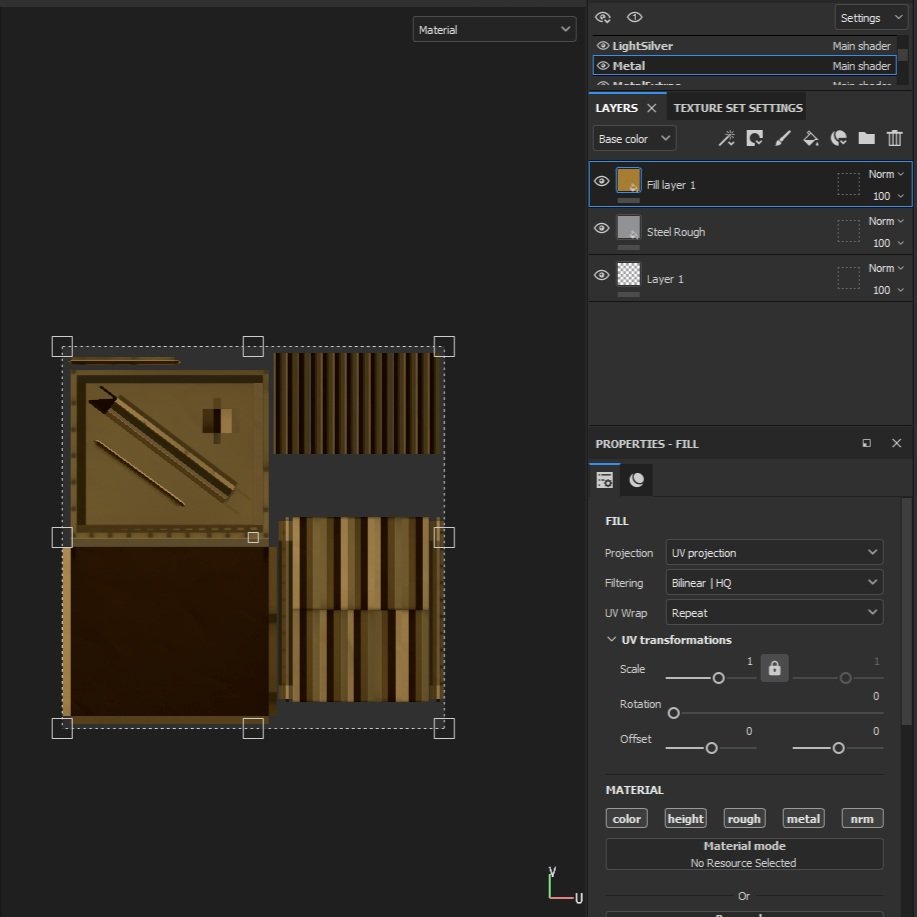 Material
Settings
LightSilver Main shader
Metal Main shader
LAYERS TEXTURE SET SETTINGS
Base color
Norm
Fill layer 1
100
Norm
Steel Rough
100
Norm
Layer 1
100
PROPERTIES - FILL
FILL
Projection UV projection
Filtering Bilinear | HQ
UV Wrap Repeat
UV transformations
Scale 1 1
Rotation 0
Offset 0 0
MATERIAL
color height rough metal nrm
Material mode
No Resource Selected
Or
V
U